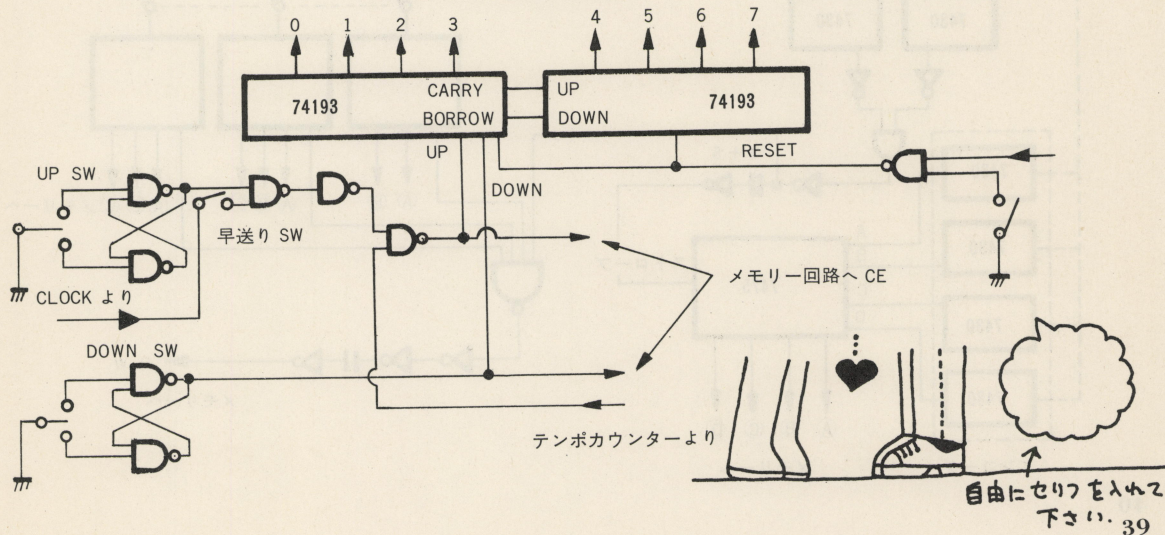 0 1 2 3 4 5 6 7
74193
CARRY
BORROW
UP
DOWN
74193
UP
DOWN
RESET
UP SW
早送り SW
CLOCK より
DOWN SW
メモリー回路へ CE
テンポカウンターより
自由にセリフを入れて
下さい.
39